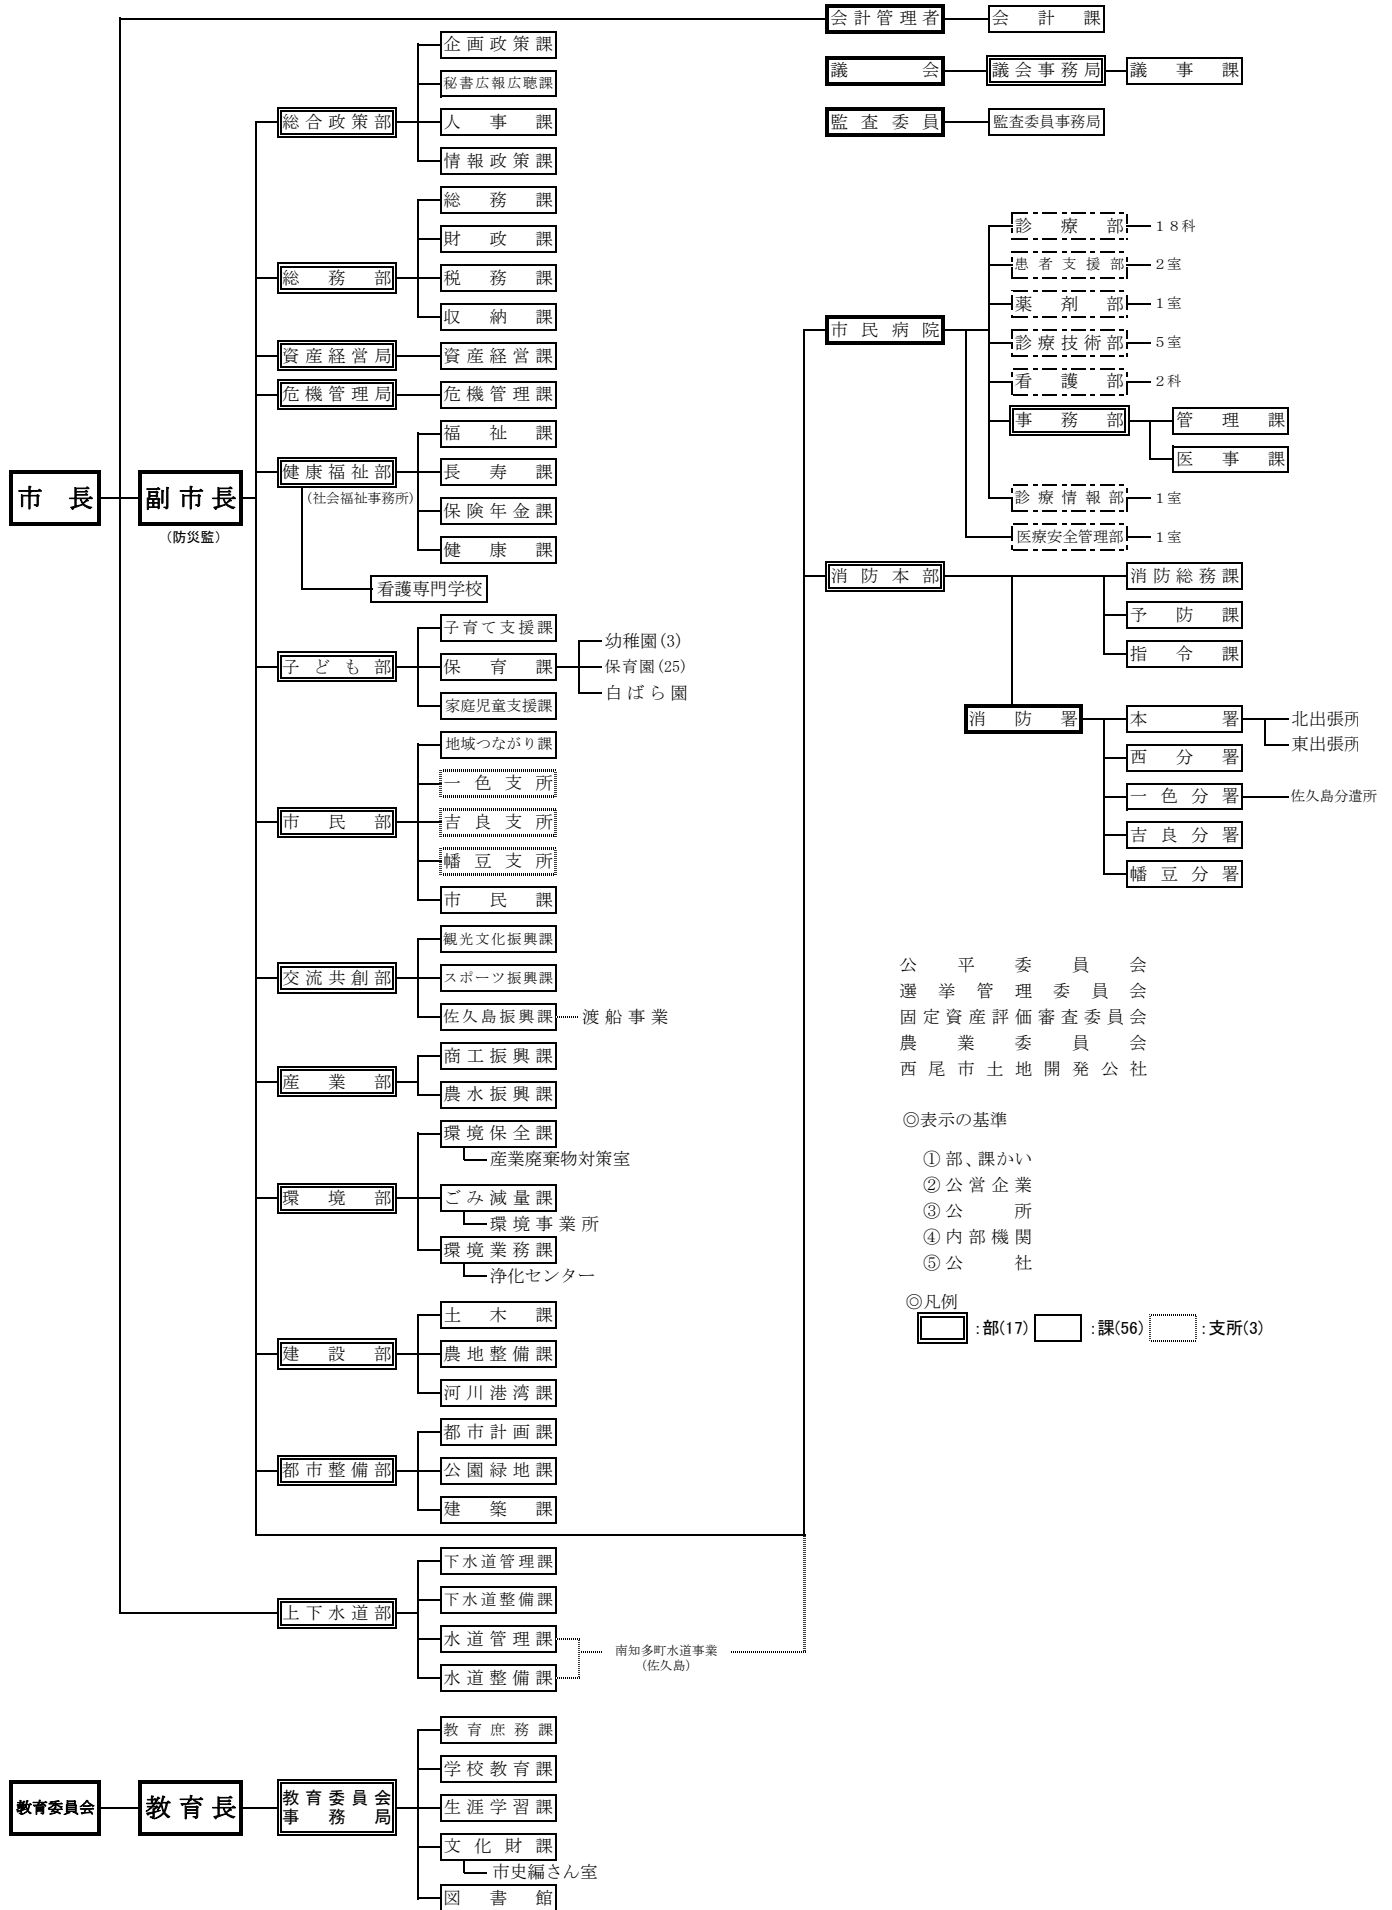 会計管理者
会計課
議会
議会事務局
議事課
監査委員
監査委員事務局
市長
副市長
(防災監)
総合政策部
企画政策課
秘書広報広聴課
人事課
情報政策課
総務部
総務課
財政課
税務課
収納課
資産経営局
資産経営課
危機管理局
危機管理課
健康福祉部
(社会福祉事務所)
福祉課
長寿課
保険年金課
健康課
看護専門学校
子ども部
子育て支援課
保育課
幼稚園(3)
保育園(25)
白ばら園
家庭児童支援課
市民部
地域つながり課
一色支所
吉良支所
幡豆支所
市民課
交流共創部
観光文化振興課
スポーツ振興課
佐久島振興課
渡船事業
産業部
商工振興課
農水振興課
環境部
環境保全課
産業廃棄物対策室
ごみ減量課
環境事業所
環境業務課
浄化センター
建設部
土木課
農地整備課
河川港湾課
都市整備部
都市計画課
公園緑地課
建築課
上下水道部
下水道管理課
下水道整備課
水道管理課
水道整備課
南知多町水道事業
(佐久島)
教育委員会
教育長
教育委員会
事務局
教育庶務課
学校教育課
生涯学習課
文化財課
市史編さん室
図書館
市民病院
診療部
18科
患者支援部
2室
薬剤部
1室
診療技術部
5室
看護部
2科
事務部
管理課
医事課
診療情報部
1室
医療安全管理部
1室
消防本部
消防総務課
予防課
指令課
消防署
本署
北出張所
東出張所
西分署
一色分署
佐久島分遣所
吉良分署
幡豆分署
公平委員会
選挙管理委員会
固定資産評価審査委員会
農業委員会
西尾市土地開発公社
◎表示の基準
①部、課かい
②公営企業
③公所
④内部機関
⑤公社
◎凡例
:部(17) :課(56) :支所(3)